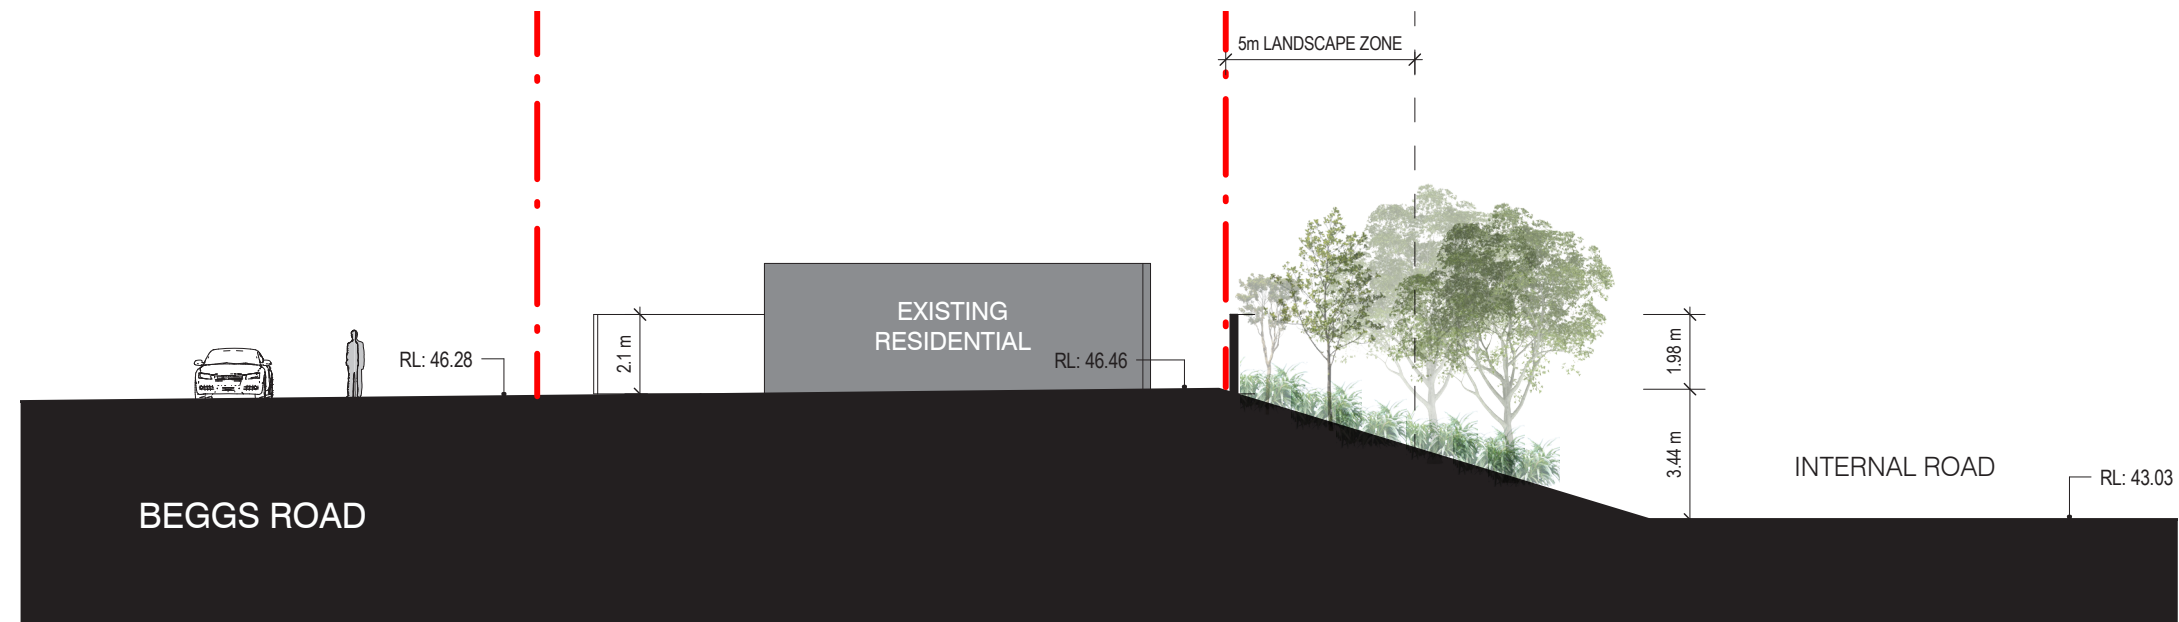 5m LANDSCAPE ZONE
EXISTING
RESIDENTIAL
RL: 46.28
2.1 m
RL: 46.46
1.98 m
3.44 m
INTERNAL ROAD
RL: 43.03
BEGGS ROAD